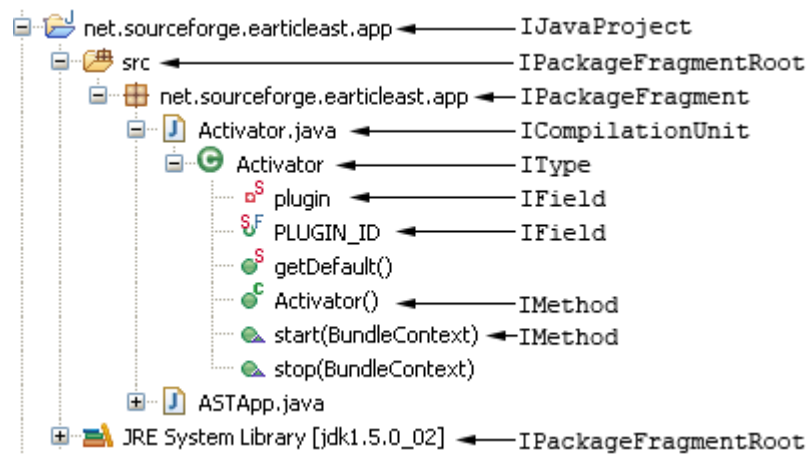 net.sourceforge.earticleast.app IJavaProject
src IPackageFragmentRoot
net.sourceforge.earticleast.app IPackageFragment
Activator.java ICompilationUnit
Activator IType
plugin IField
PLUGIN_ID IField
getDefault()
Activator() IMethod
start(BundleContext) IMethod
stop(BundleContext)
ASTApp.java
JRE System Library [jdk1.5.0_02] IPackageFragmentRoot